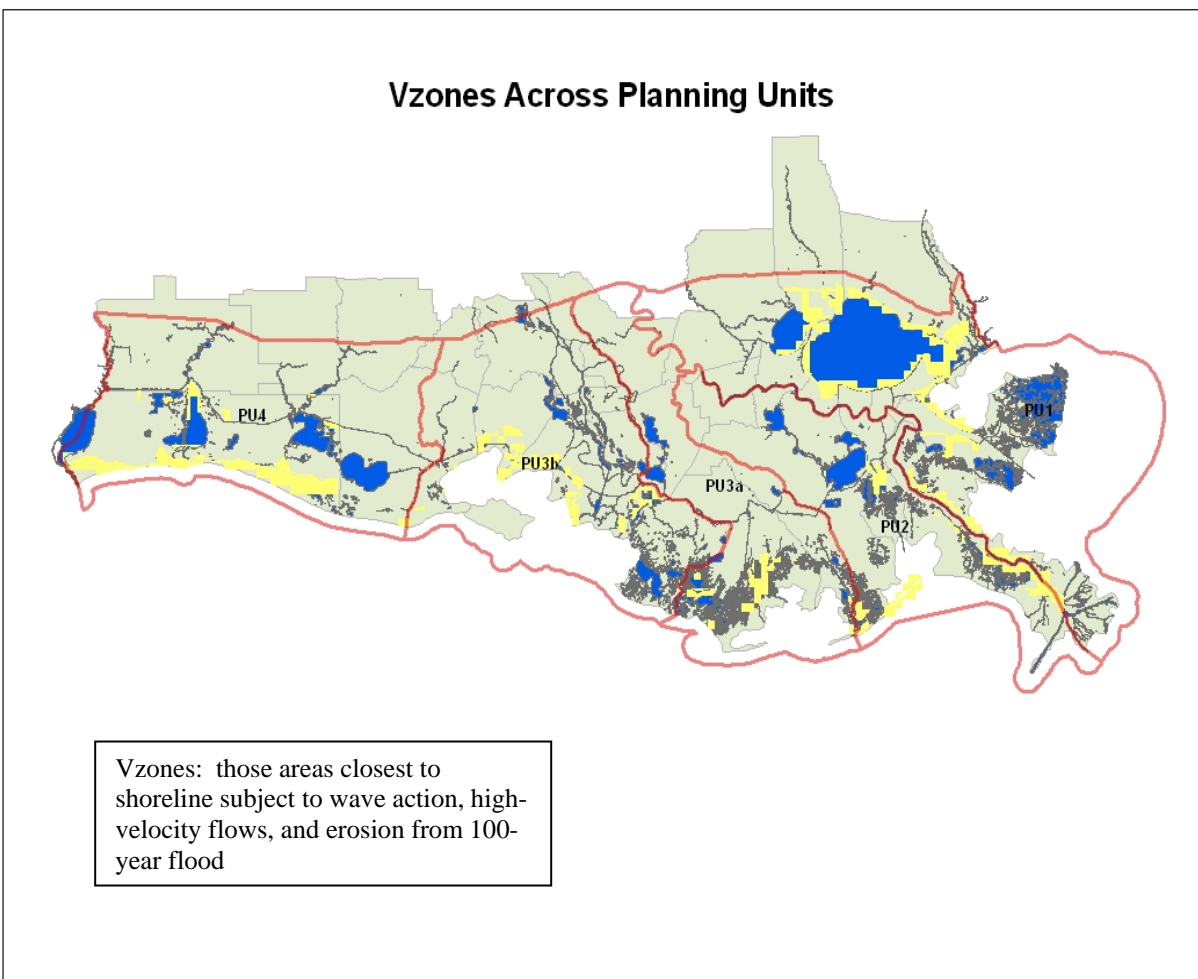 Vzones Across Planning Units
PU1
PU4
PU3b
PU3a
PU2
Vzones: those areas closest to
shoreline subject to wave action, high-
velocity flows, and erosion from 100-
year flood